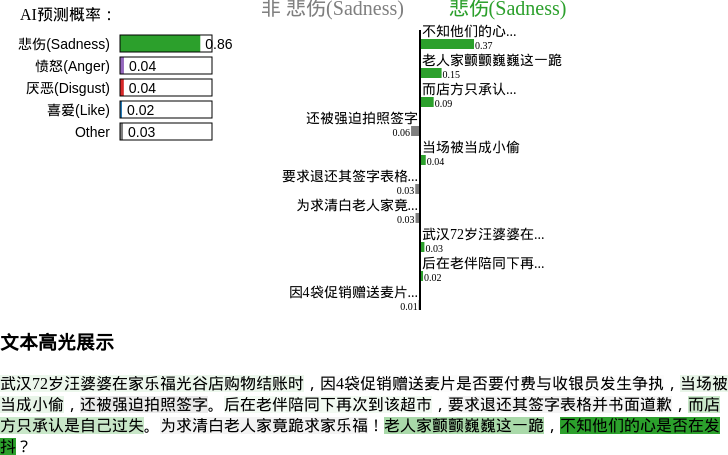 AI预测概率：
悲伤(Sadness) 0.86
愤怒(Anger) 0.04
厌恶(Disgust) 0.04
喜爱(Like) 0.02
Other 0.03
非 悲伤(Sadness) 悲伤(Sadness)
不知他们的心...
0.37
老人家颤颤巍巍这一跪
0.15
而店方只承认...
0.09
还被强迫拍照签字
0.06
当场被当成小偷
0.04
要求退还其签字表格...
0.03
为求清白老人家竟...
0.03
武汉72岁汪婆婆在...
0.03
后在老伴陪同下再...
0.02
因4袋促销赠送麦片...
0.01
文本高光展示
武汉72岁汪婆婆在家乐福光谷店购物结账时，因4袋促销赠送麦片是否要付费与收银员发生争执，当场被
当成小偷，还被强迫拍照签字。后在老伴陪同下再次到该超市，要求退还其签字表格并书面道歉，而店
方只承认是自己过失。为求清白老人家竟跪求家乐福！老人家颤颤巍巍这一跪，不知他们的心是否在发
抖？